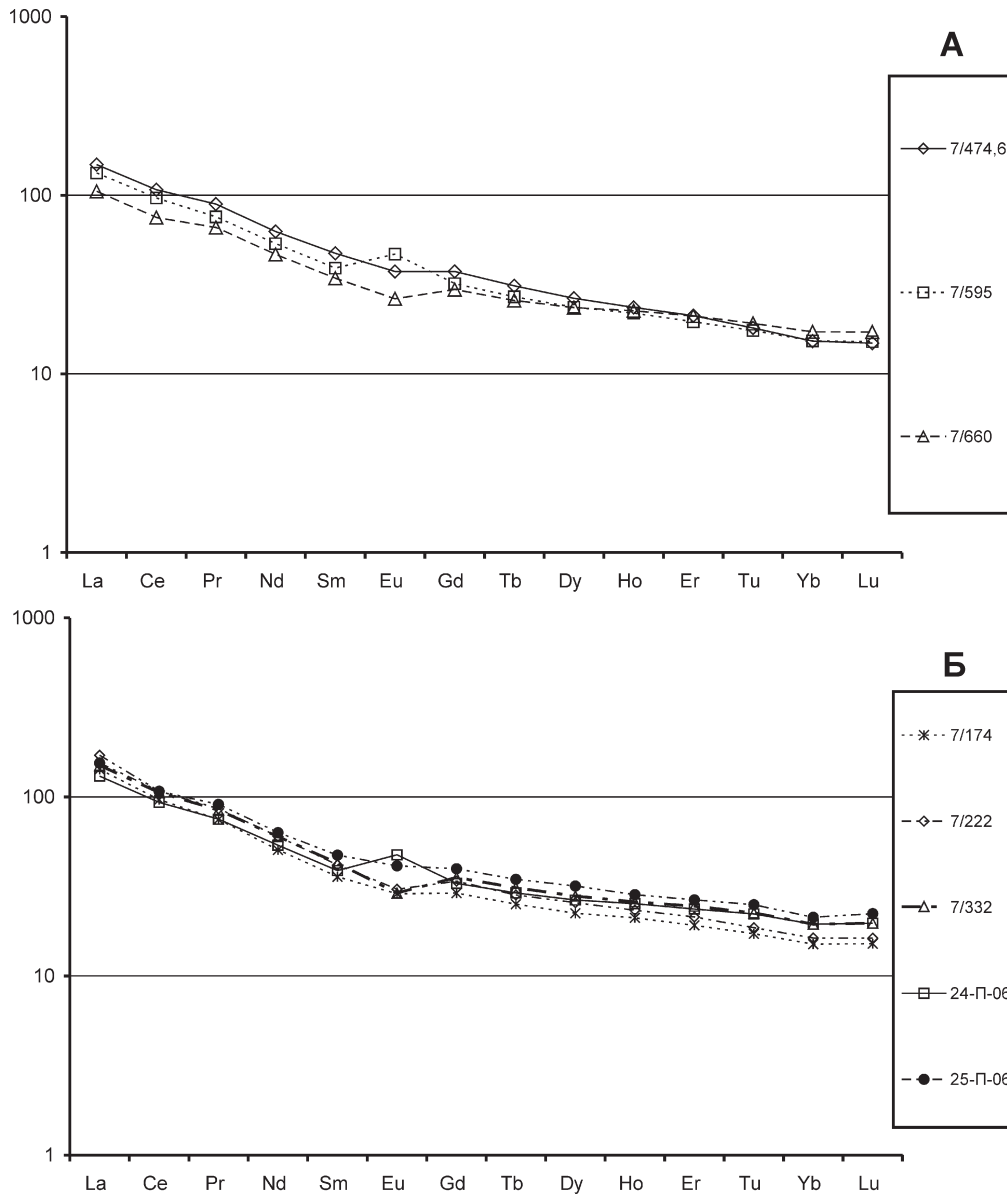 1000
100
10
1
La Ce Pr Nd Sm Eu Gd Tb Dy Ho Er Tu Yb Lu
А
7/474,6
7/595
7/660
1000
100
10
1
La Ce Pr Nd Sm Eu Gd Tb Dy Ho Er Tu Yb Lu
Б
7/174
7/222
7/332
24-П-06
25-П-06